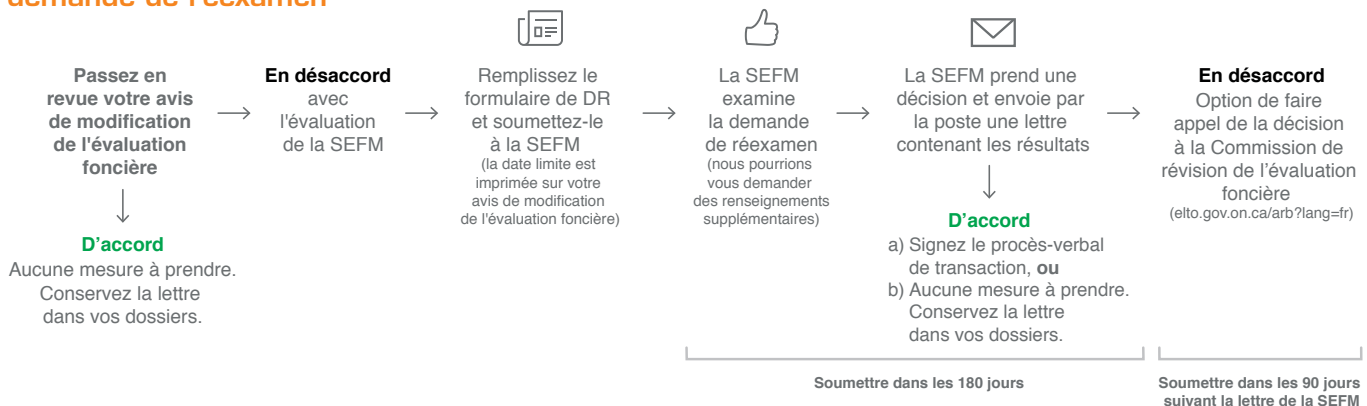 demande de réexamen
Passez en
revue votre avis
de modification
de l'évaluation
foncière
D'accord
Aucune mesure à prendre.
Conservez la lettre
dans vos dossiers.
En désaccord
avec
l'évaluation
de la SEFM
Remplissez le
formulaire de DR
et soumettez-le
à la SEFM
(la date limite est
imprimée sur votre
avis de modification
de l'évaluation foncière)
La SEFM
examine
la demande
de réexamen
(nous pourrions
vous demander
des renseignements
supplémentaires)
La SEFM prend une
décision et envoie par
la poste une lettre
contenant les résultats
D'accord
a) Signez le procès-verbal
de transaction, ou
b) Aucune mesure à prendre.
Conservez la lettre
dans vos dossiers.
En désaccord
Option de faire
appel de la décision
à la Commission de
révision de l'évaluation
foncière
(elto.gov.on.ca/arb?lang=fr)
Soumettre dans les 180 jours
Soumettre dans les 90 jours
suivant la lettre de la SEFM